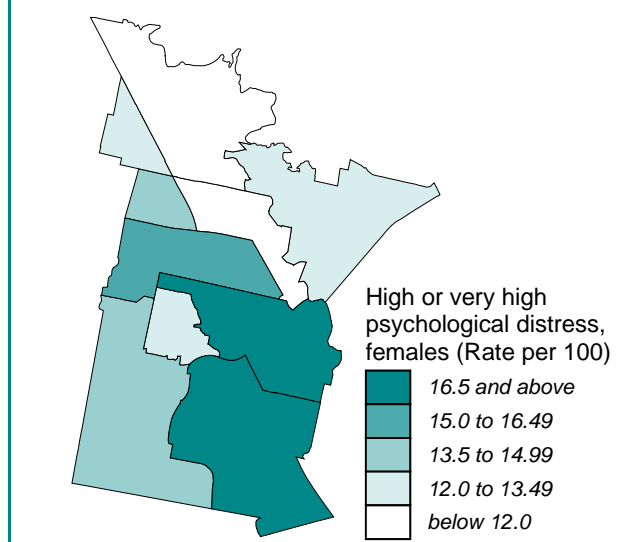 High or very high
psychological distress,
females (Rate per 100)
16.5 and above
15.0 to 16.49
13.5 to 14.99
12.0 to 13.49
below 12.0